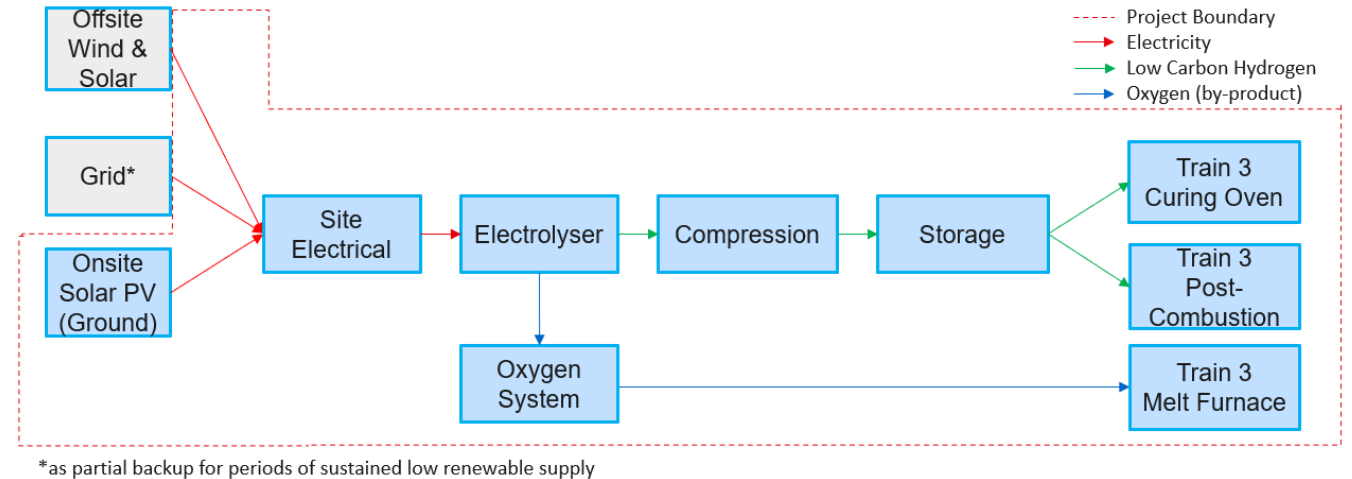 Offsite
Wind &
Solar
Project Boundary
Electricity
Low Carbon Hydrogen
Oxygen (by-product)
Grid*
Onsite
Solar PV
(Ground)
Site
Electrical
Electrolyser
Compression
Storage
Train 3
Curing Oven
Train 3
Post-
Combustion
Oxygen
System
Train 3
Melt Furnace
*as partial backup for periods of sustained low renewable supply